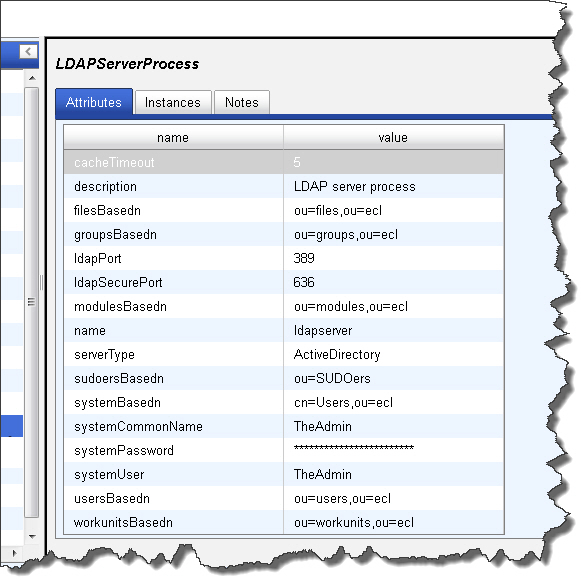 LDAPServerProcess
Attributes Instances Notes
name value
cacheTimeout 5
description LDAP server process
filesBasedn ou=files,ou=ecl
groupsBasedn ou=groups,ou=ecl
ldapPort 389
ldapSecurePort 636
modulesBasedn ou=modules,ou=ecl
name ldapserver
serverType ActiveDirectory
sudoersBasedn ou=SUDOers
systemBasedn cn=Users,ou=ecl
systemCommonName TheAdmin
systemPassword ************************
systemUser TheAdmin
usersBasedn ou=users,ou=ecl
workunitsBasedn ou=workunits,ou=ecl